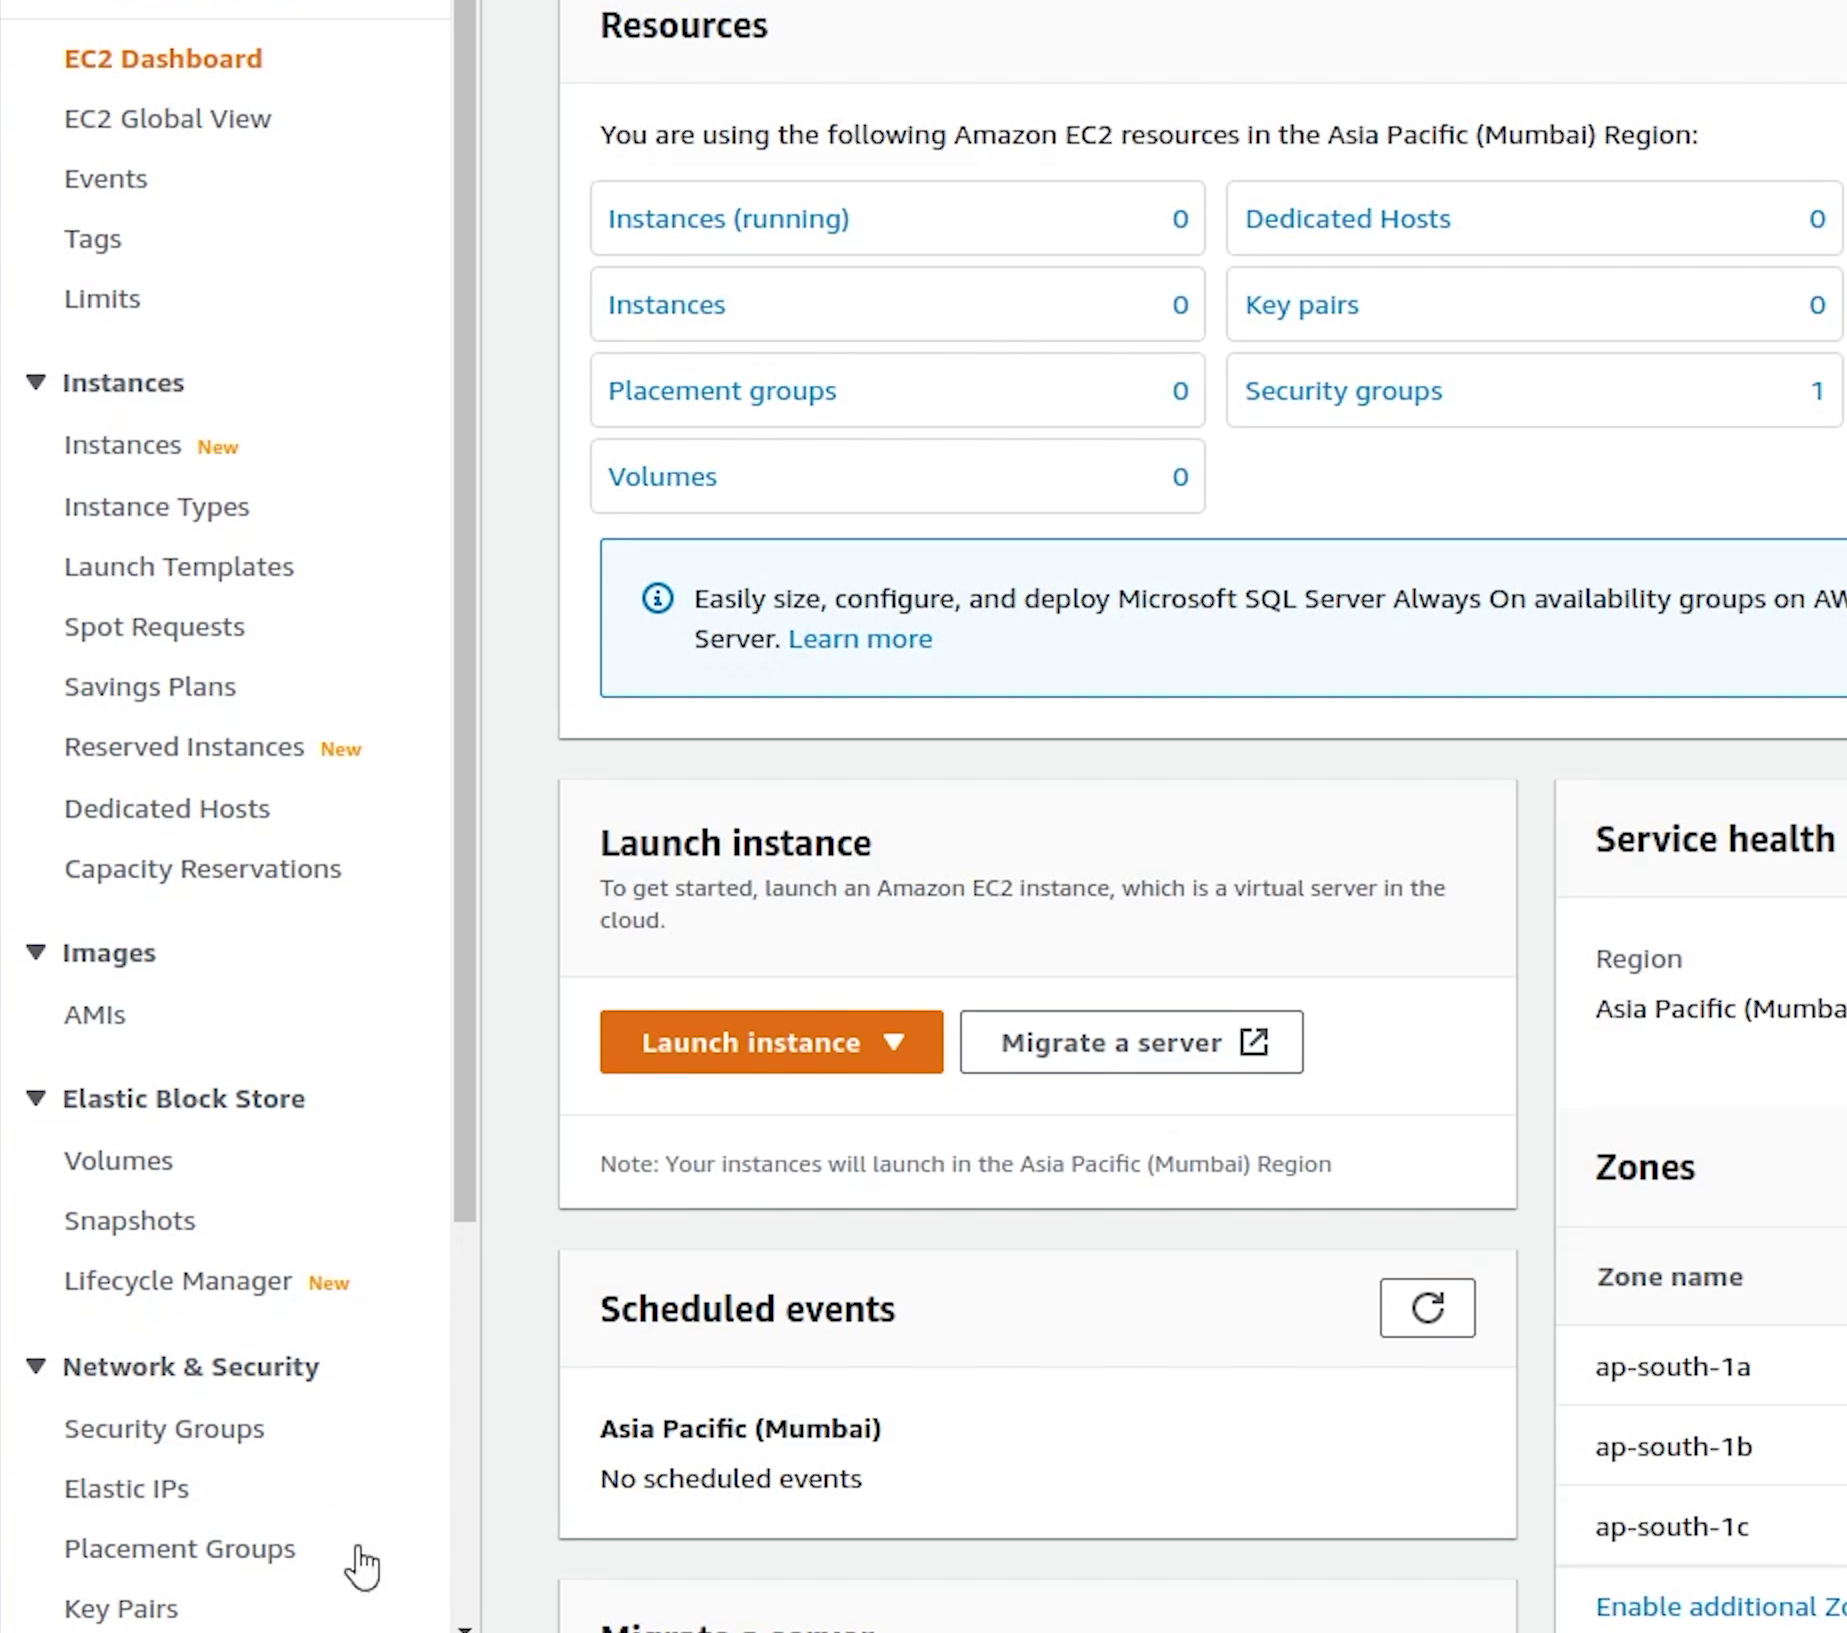 EC2 Dashboard
EC2 Global View
Events
Tags
Limits
Instances
Instances New
Instance Types
Launch Templates
Spot Requests
Savings Plans
Reserved Instances New
Dedicated Hosts
Capacity Reservations
Images
AMIs
Elastic Block Store
Volumes
Snapshots
Lifecycle Manager New
Network & Security
Security Groups
Elastic IPs
Placement Groups
Key Pairs
Resources
You are using the following Amazon EC2 resources in the Asia Pacific (Mumbai) Region:
Instances (running) 0
Dedicated Hosts 0
Instances 0
Key pairs 0
Placement groups 0
Security groups 1
Volumes 0
Easily size, configure, and deploy Microsoft SQL Server Always On availability groups on AW
Server. Learn more
Launch instance
To get started, launch an Amazon EC2 instance, which is a virtual server in the
cloud.
Launch instance
Migrate a server
Note: Your instances will launch in the Asia Pacific (Mumbai) Region
Scheduled events
Asia Pacific (Mumbai)
No scheduled events
Migrate a server
Service health
Region
Asia Pacific (Mumba
Zones
Zone name
ap-south-1a
ap-south-1b
ap-south-1c
Enable additional Zo